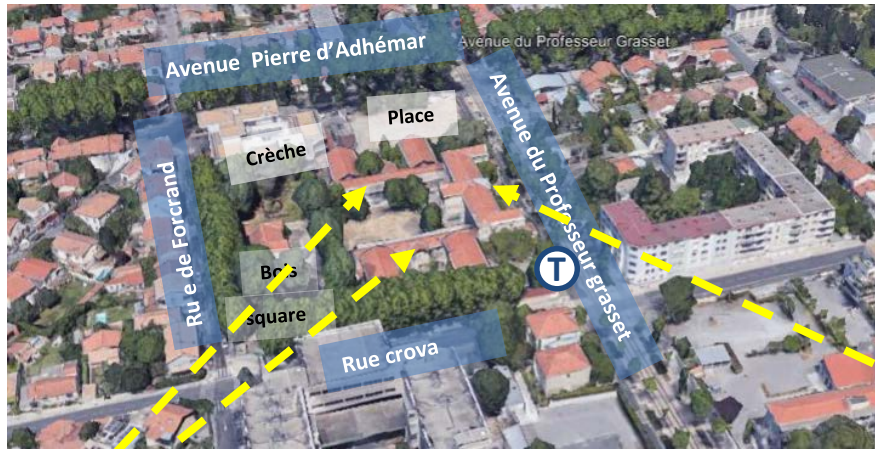 Avenue Pierre d'Adhémar
Avenue du Professeur Grasset
Place
Crèche
Avenue du Professeur grasset
Ru e de Forcrand
Bois
square
T
Rue crova